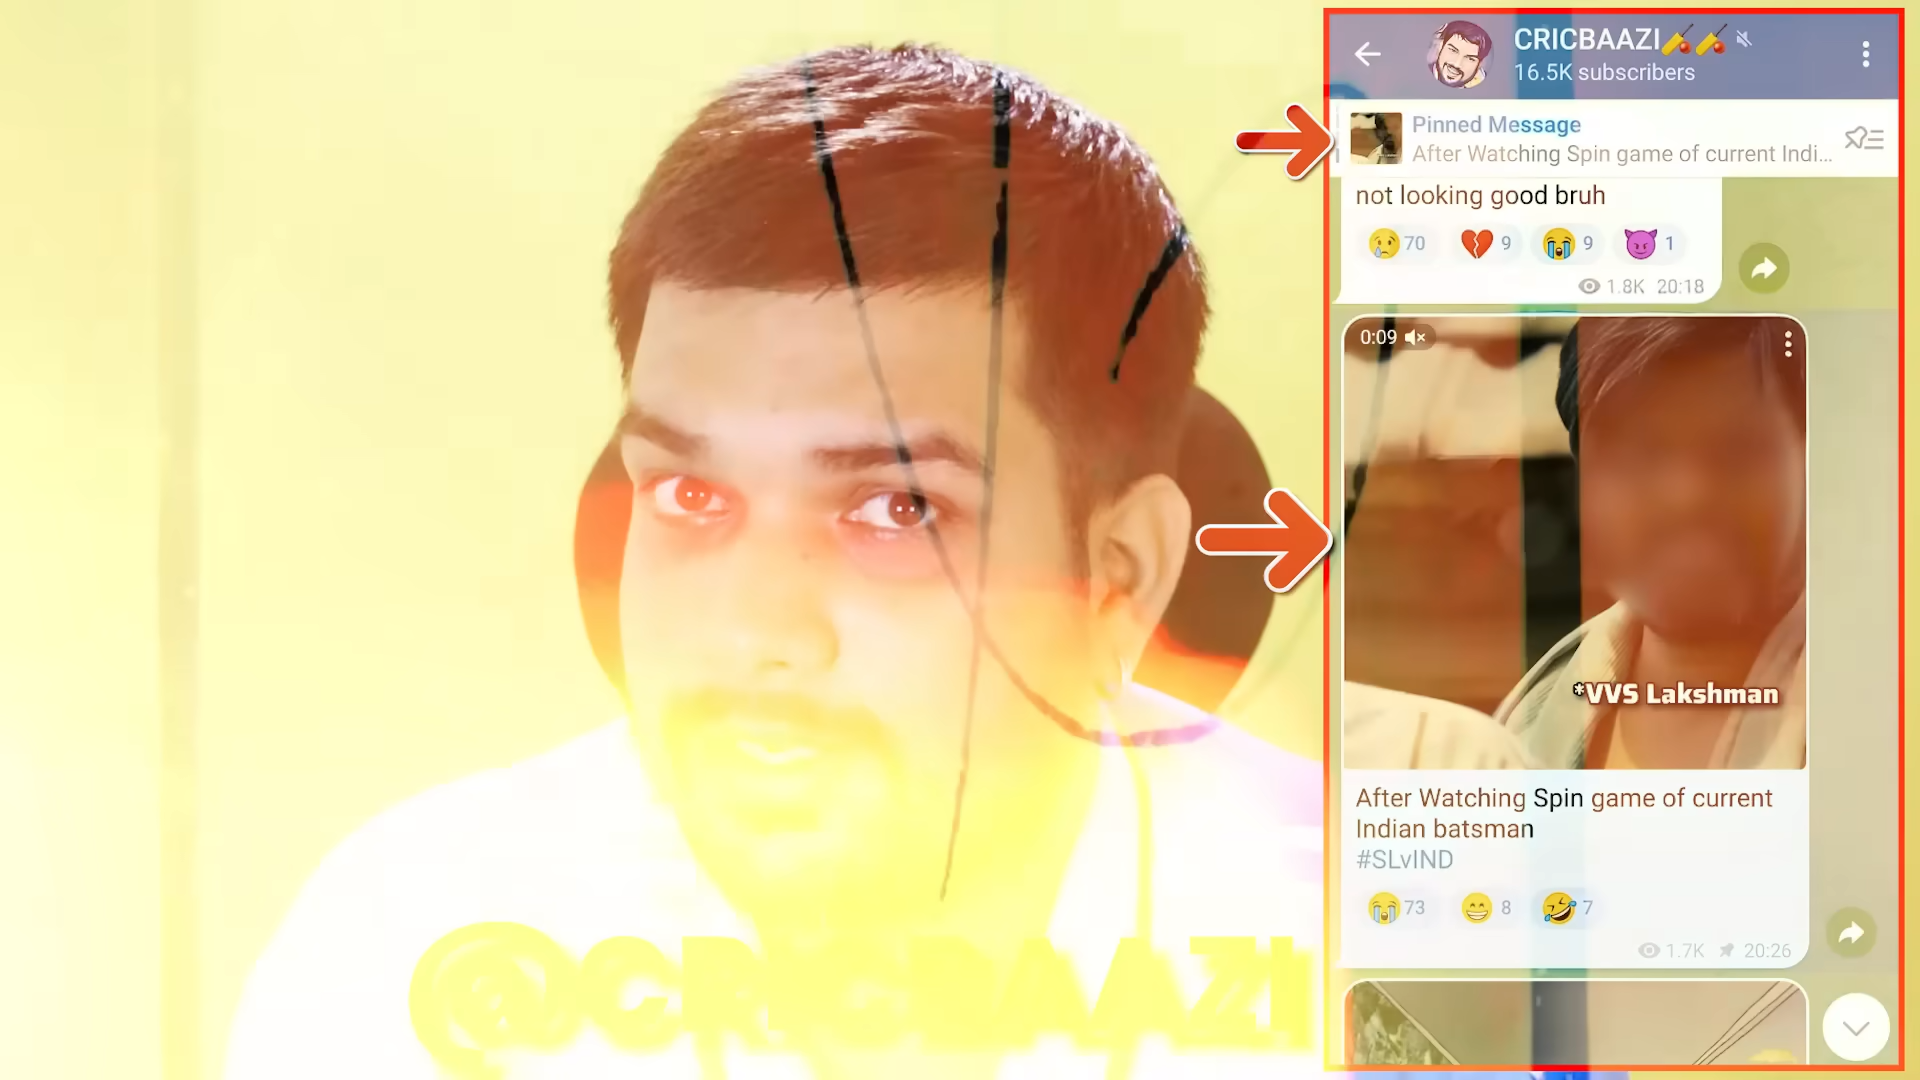 CRICBAAZI
16.5K subscribers
Pinned Message
After Watching Spin game of current Indi...
not looking good bruh
70 9 9 1
1.8K 20:18
0:09
*VVS Lakshman
After Watching Spin game of current
Indian batsman
#SLvIND
73 8 7
1.7K 20:26
@CRICBAAZI